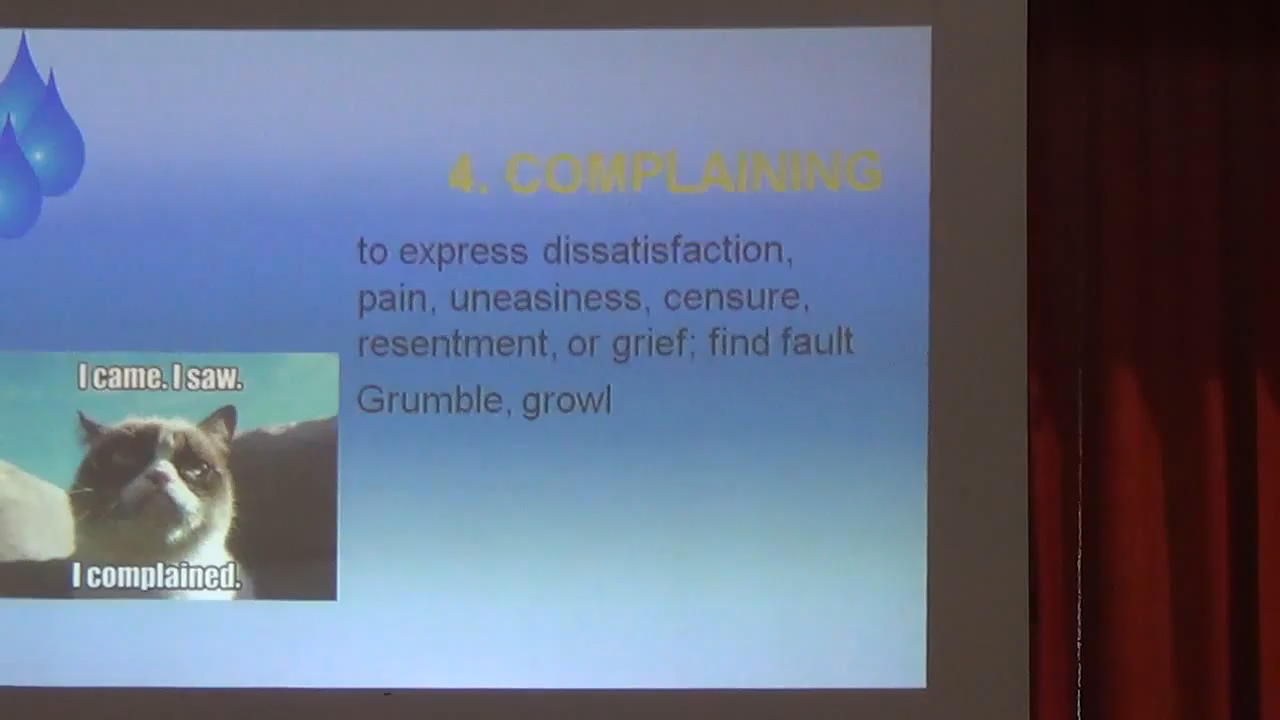 4. COMPLAINING
to express dissatisfaction,
pain, uneasiness, censure,
resentment, or grief; find fault
Grumble, growl
I came. I saw.
I complained.